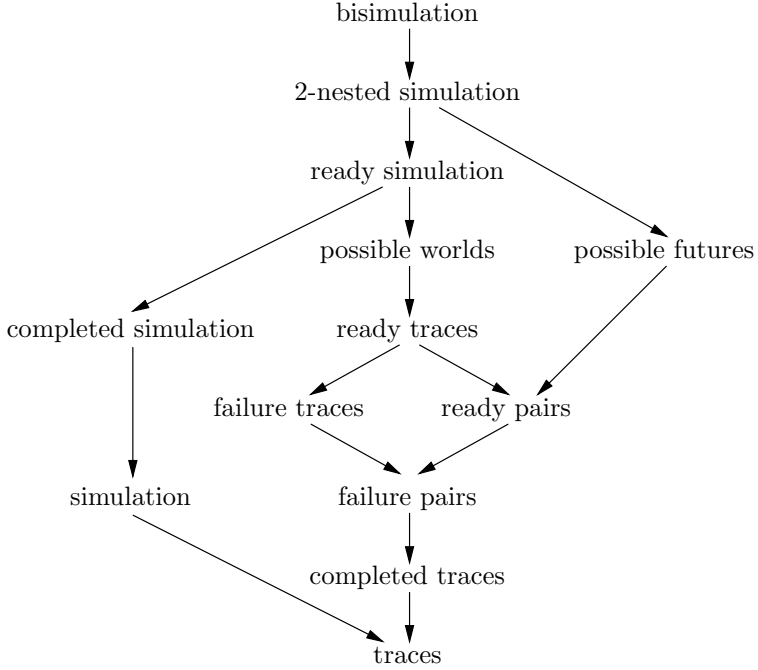 bisimulation
2-nested simulation
ready simulation
possible worlds
possible futures
completed simulation
ready traces
failure traces
ready pairs
simulation
failure pairs
completed traces
traces